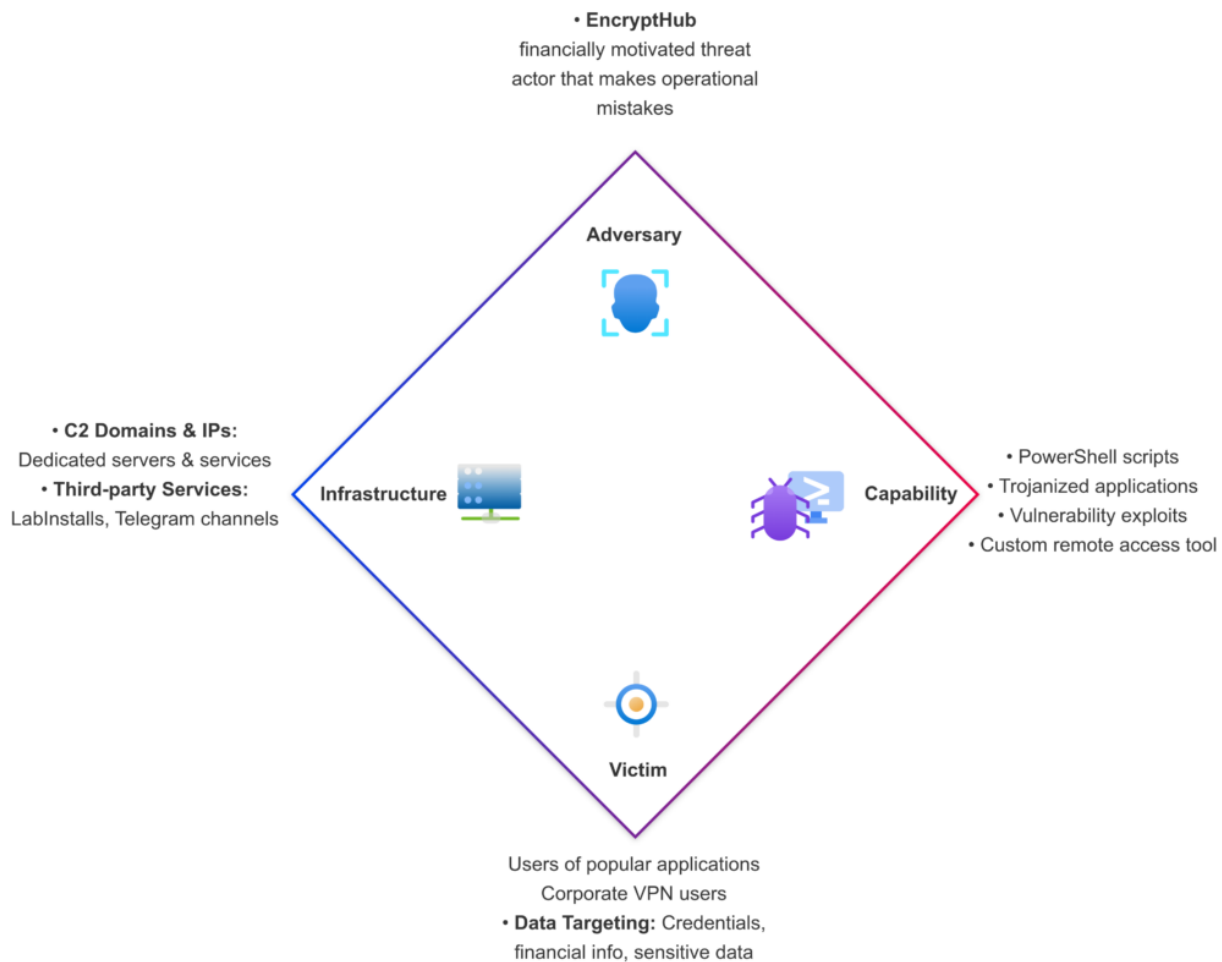 • EncryptHub
financially motivated threat
actor that makes operational
mistakes
Adversary
• C2 Domains & IPs:
Dedicated servers & services
• Third-party Services:
LabInstalls, Telegram channels
Infrastructure
Capability
• PowerShell scripts
• Trojanized applications
• Vulnerability exploits
• Custom remote access tool
Victim
Users of popular applications
Corporate VPN users
• Data Targeting: Credentials,
financial info, sensitive data